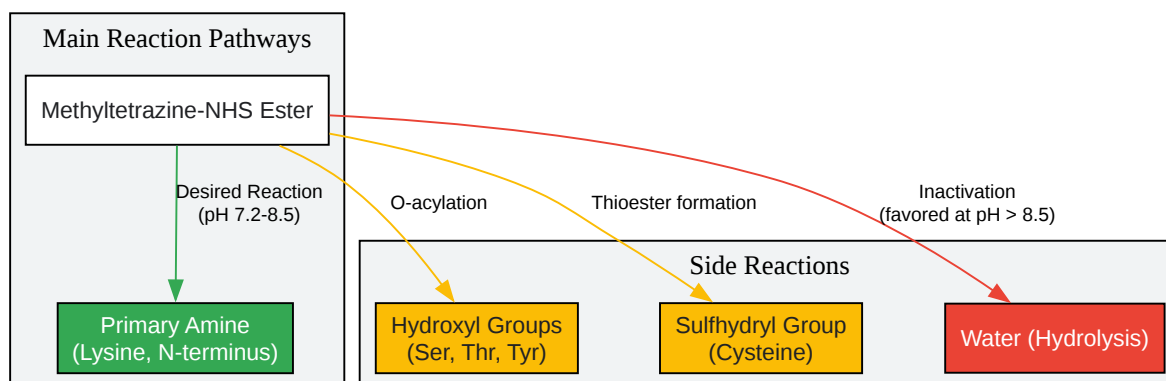 Main Reaction Pathways
Methyltetrazine-NHS Ester
Desired Reaction
(pH 7.2-8.5)
O-acylation
Thioester formation
Inactivation
(favored at pH > 8.5)
Side Reactions
Primary Amine
(Lysine, N-terminus)
Hydroxyl Groups
(Ser, Thr, Tyr)
Sulfhydryl Group
(Cysteine)
Water (Hydrolysis)